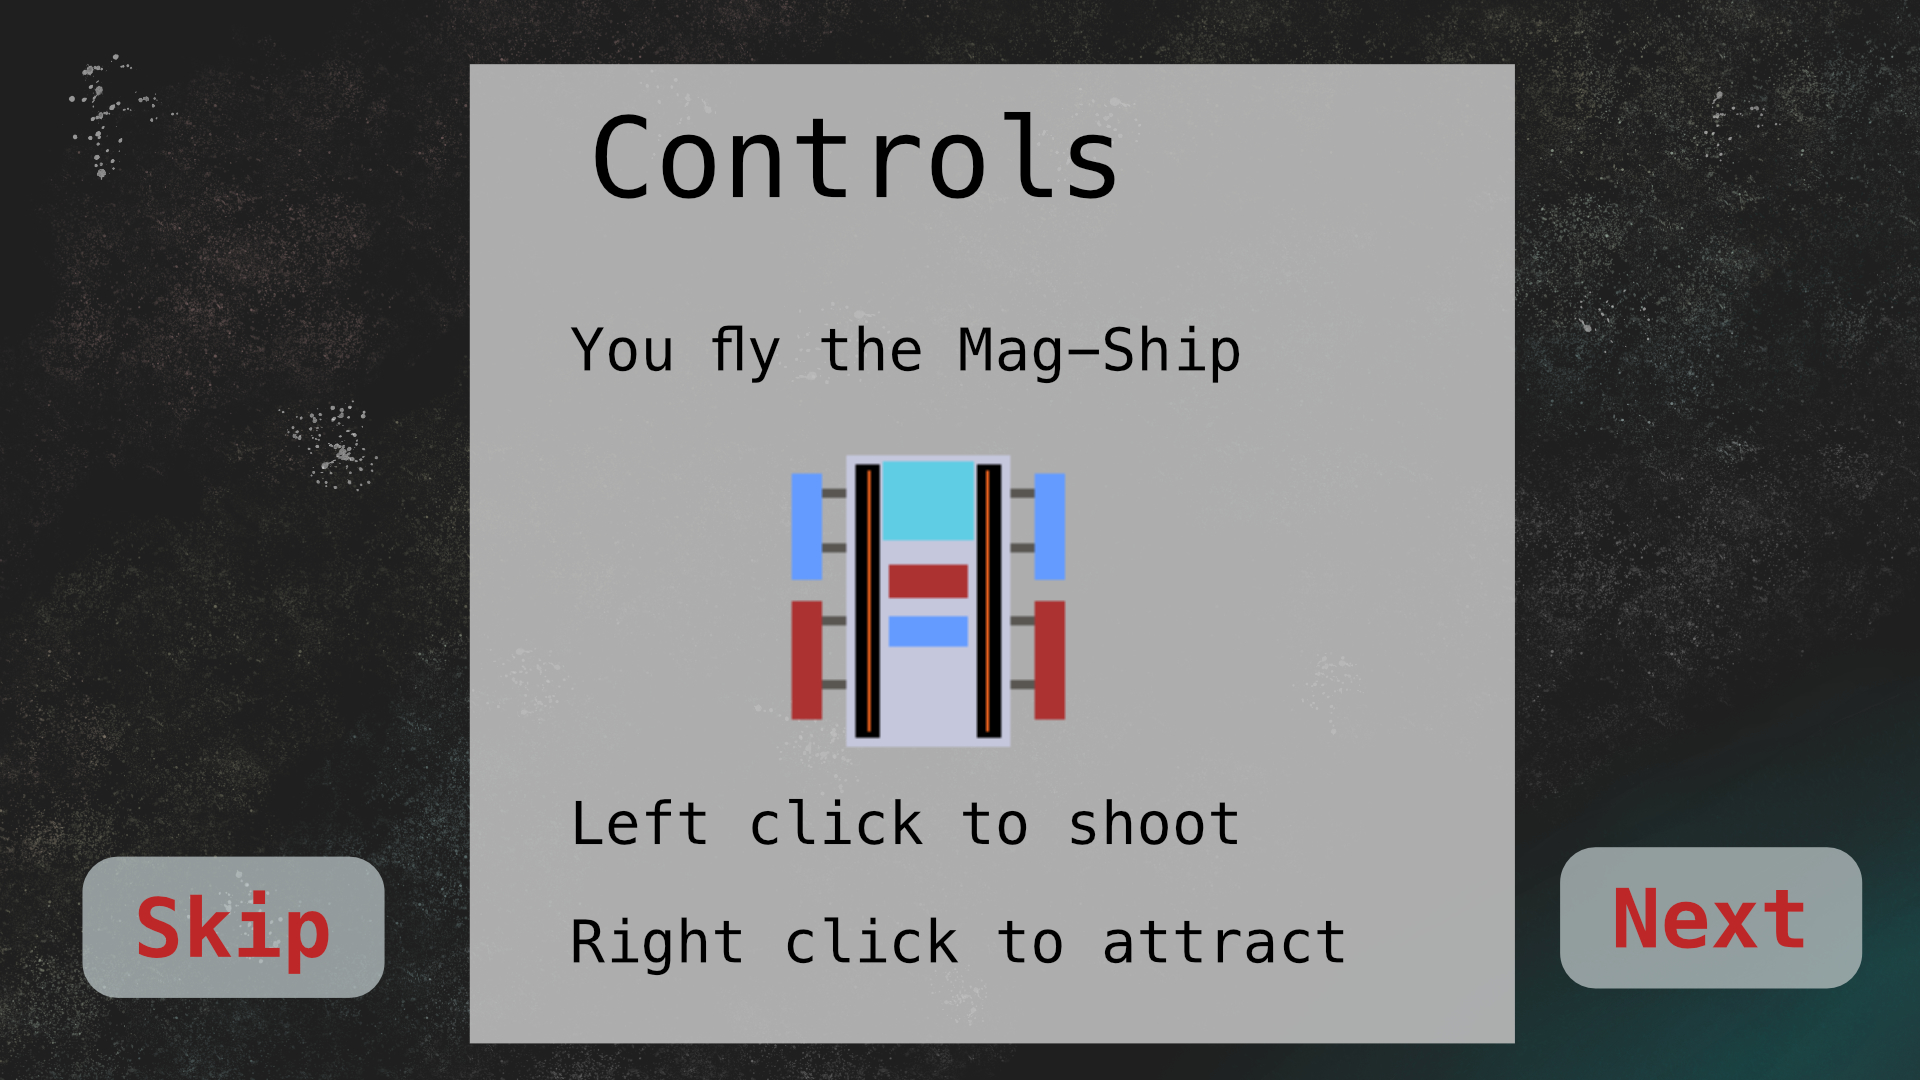 Controls
You fly the Mag-Ship
Left click to shoot
Right click to attract
Skip
Next